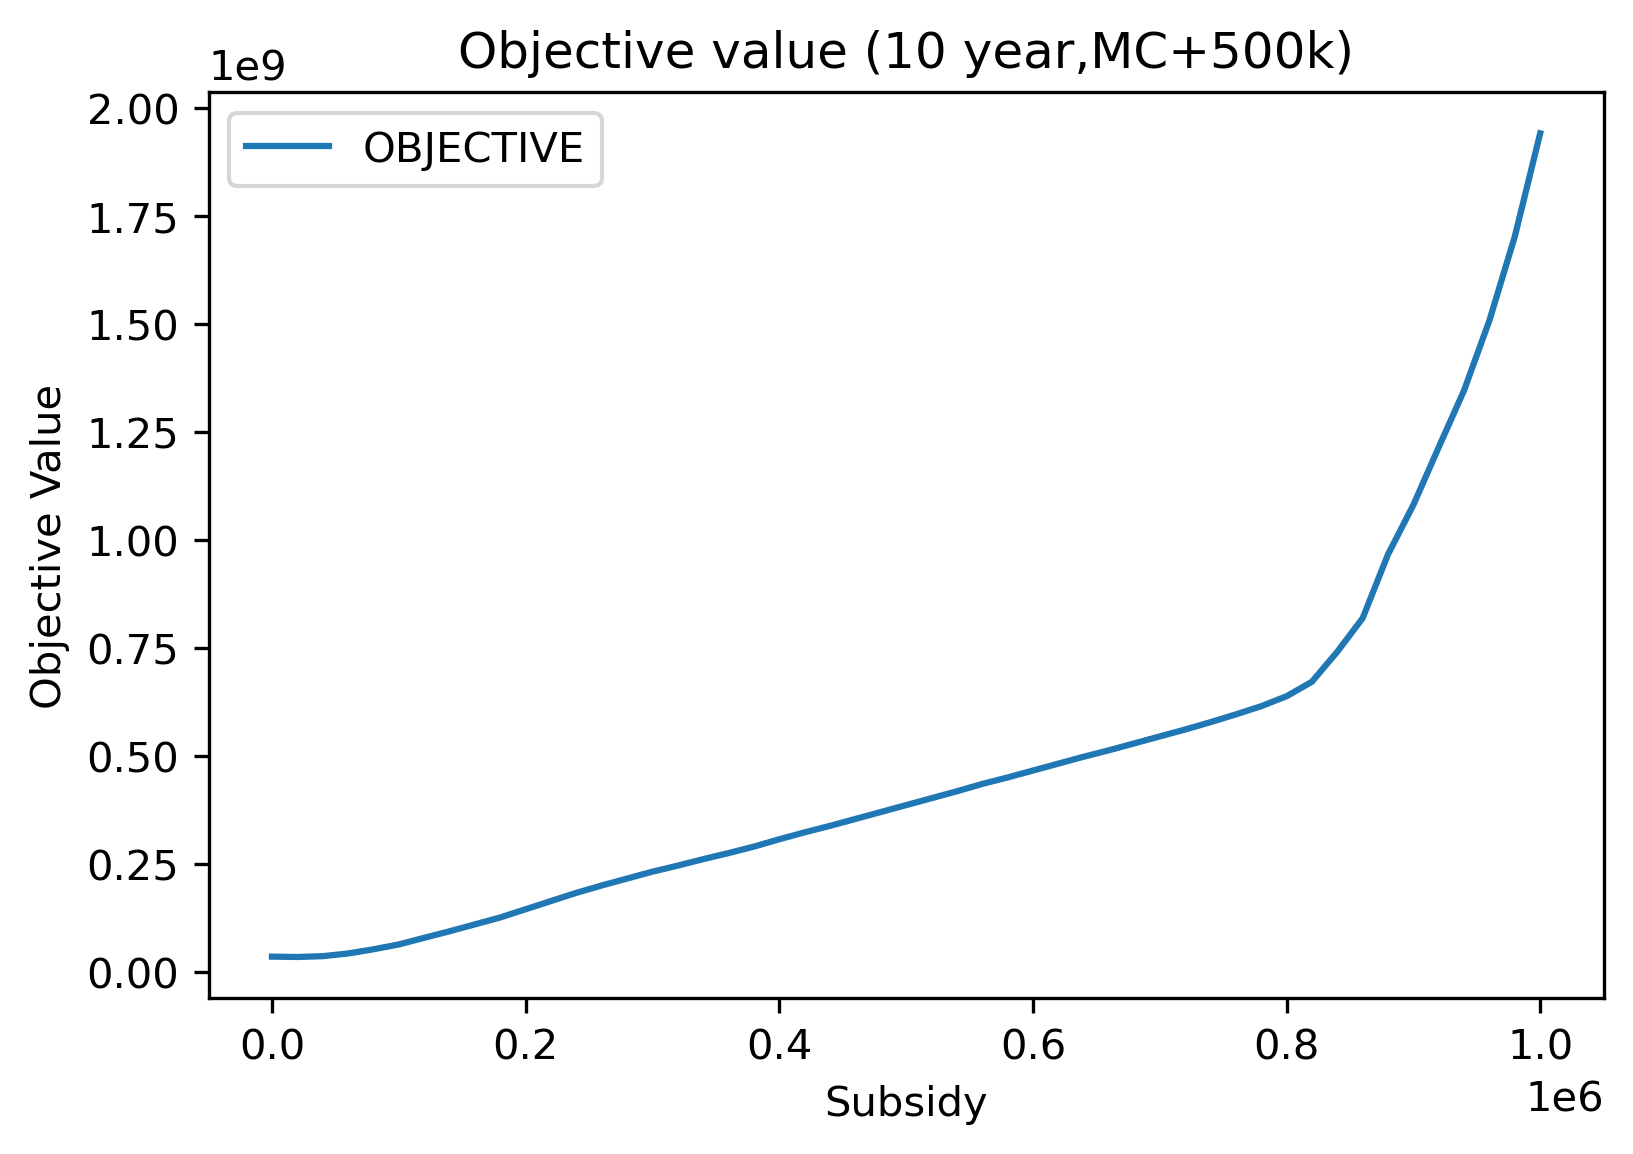 Objective value (10 year,MC+500k)
1e9
OBJECTIVE
2.00
1.75
1.50
1.25
1.00
0.75
0.50
0.25
0.00
Objective Value
0.0 0.2 0.4 0.6 0.8 1.0
1e6
Subsidy